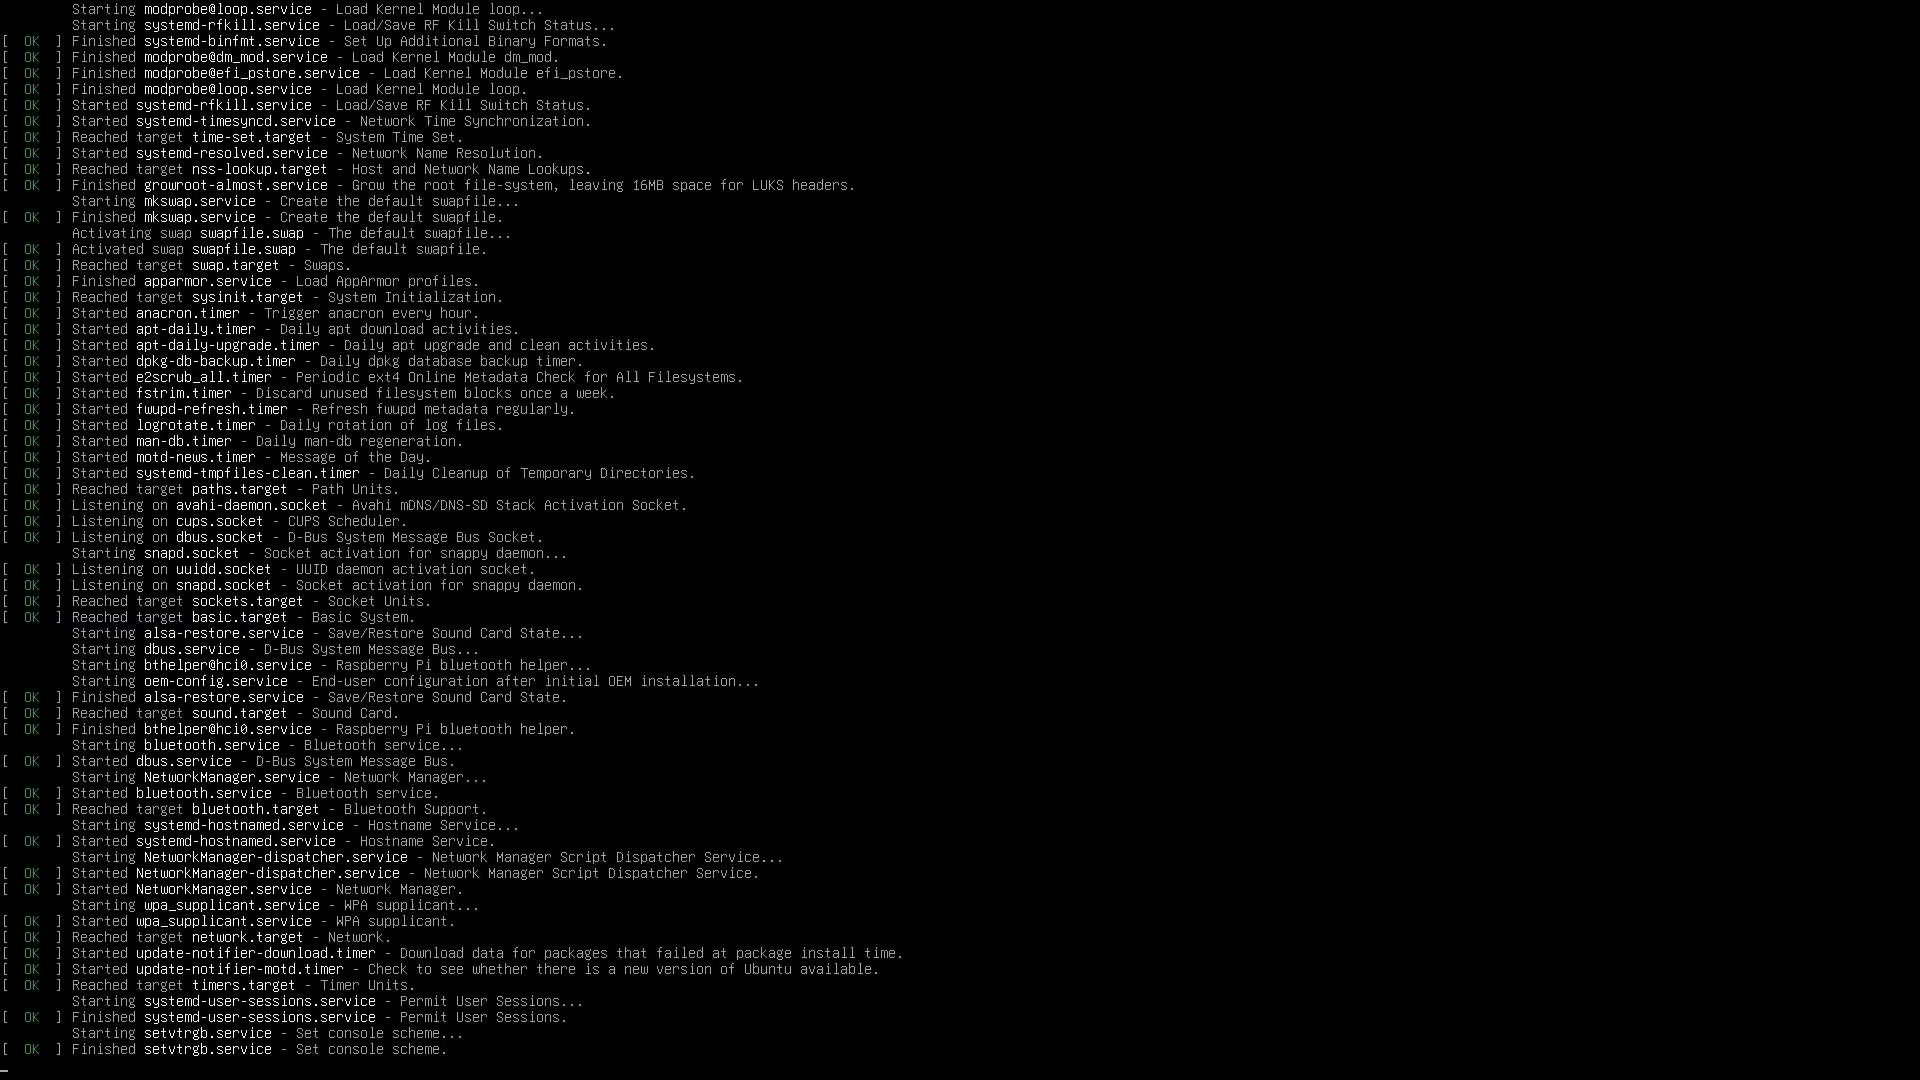 Starting modprobe@loop.service - Load Kernel Module loop...
Starting systemd-rfkill.service - Load/Save RF Kill Switch Status...
[  OK  ] Finished systemd-binfmt.service - Set Up Additional Binary Formats.
[  OK  ] Finished modprobe@dm_mod.service - Load Kernel Module dm_mod.
[  OK  ] Finished modprobe@efi_pstore.service - Load Kernel Module efi_pstore.
[  OK  ] Finished modprobe@loop.service - Load Kernel Module loop.
[  OK  ] Started systemd-rfkill.service - Load/Save RF Kill Switch Status.
[  OK  ] Started systemd-timesyncd.service - Network Time Synchronization.
[  OK  ] Reached target time-set.target - System Time Set.
[  OK  ] Started systemd-resolved.service - Network Name Resolution.
[  OK  ] Reached target nss-lookup.target - Host and Network Name Lookups.
[  OK  ] Finished growroot-almost.service - Grow the root file-system, leaving 16MB space for LUKS headers.
Starting mkswap.service - Create the default swapfile...
[  OK  ] Finished mkswap.service - Create the default swapfile.
Activating swap swapfile.swap - The default swapfile...
[  OK  ] Activated swap swapfile.swap - The default swapfile.
[  OK  ] Reached target swap.target - Swaps.
[  OK  ] Finished apparmor.service - Load AppArmor profiles.
[  OK  ] Reached target sysinit.target - System Initialization.
[  OK  ] Started anacron.timer - Trigger anacron every hour.
[  OK  ] Started apt-daily.timer - Daily apt download activities.
[  OK  ] Started apt-daily-upgrade.timer - Daily apt upgrade and clean activities.
[  OK  ] Started dpkg-db-backup.timer - Daily dpkg database backup timer.
[  OK  ] Started e2scrub_all.timer - Periodic ext4 Online Metadata Check for All Filesystems.
[  OK  ] Started fstrim.timer - Discard unused filesystem blocks once a week.
[  OK  ] Started fwupd-refresh.timer - Refresh fwupd metadata regularly.
[  OK  ] Started logrotate.timer - Daily rotation of log files.
[  OK  ] Started man-db.timer - Daily man-db regeneration.
[  OK  ] Started motd-news.timer - Message of the Day.
[  OK  ] Started systemd-tmpfiles-clean.timer - Daily Cleanup of Temporary Directories.
[  OK  ] Reached target paths.target - Path Units.
[  OK  ] Listening on avahi-daemon.socket - Avahi mDNS/DNS-SD Stack Activation Socket.
[  OK  ] Listening on cups.socket - CUPS Scheduler.
[  OK  ] Listening on dbus.socket - D-Bus System Message Bus Socket.
Starting snapd.socket - Socket activation for snappy daemon...
[  OK  ] Listening on uuidd.socket - UUID daemon activation socket.
[  OK  ] Listening on snapd.socket - Socket activation for snappy daemon.
[  OK  ] Reached target sockets.target - Socket Units.
[  OK  ] Reached target basic.target - Basic System.
Starting alsa-restore.service - Save/Restore Sound Card State...
Starting dbus.service - D-Bus System Message Bus...
Starting bthelper@hci0.service - Raspberry Pi bluetooth helper...
Starting oem-config.service - End-user configuration after initial OEM installation...
[  OK  ] Finished alsa-restore.service - Save/Restore Sound Card State.
[  OK  ] Reached target sound.target - Sound Card.
[  OK  ] Finished bthelper@hci0.service - Raspberry Pi bluetooth helper.
Starting bluetooth.service - Bluetooth service...
[  OK  ] Started dbus.service - D-Bus System Message Bus.
Starting NetworkManager.service - Network Manager...
[  OK  ] Started bluetooth.service - Bluetooth service.
[  OK  ] Reached target bluetooth.target - Bluetooth Support.
Starting systemd-hostnamed.service - Hostname Service...
[  OK  ] Started systemd-hostnamed.service - Hostname Service.
Starting NetworkManager-dispatcher.service - Network Manager Script Dispatcher Service...
[  OK  ] Started NetworkManager-dispatcher.service - Network Manager Script Dispatcher Service.
[  OK  ] Started NetworkManager.service - Network Manager.
Starting wpa_supplicant.service - WPA supplicant...
[  OK  ] Started wpa_supplicant.service - WPA supplicant.
[  OK  ] Reached target network.target - Network.
[  OK  ] Started update-notifier-download.timer - Download data for packages that failed at package install time.
[  OK  ] Started update-notifier-motd.timer - Check to see whether there is a new version of Ubuntu available.
[  OK  ] Reached target timers.target - Timer Units.
Starting systemd-user-sessions.service - Permit User Sessions...
[  OK  ] Finished systemd-user-sessions.service - Permit User Sessions.
Starting setvtrgb.service - Set console scheme...
[  OK  ] Finished setvtrgb.service - Set console scheme.